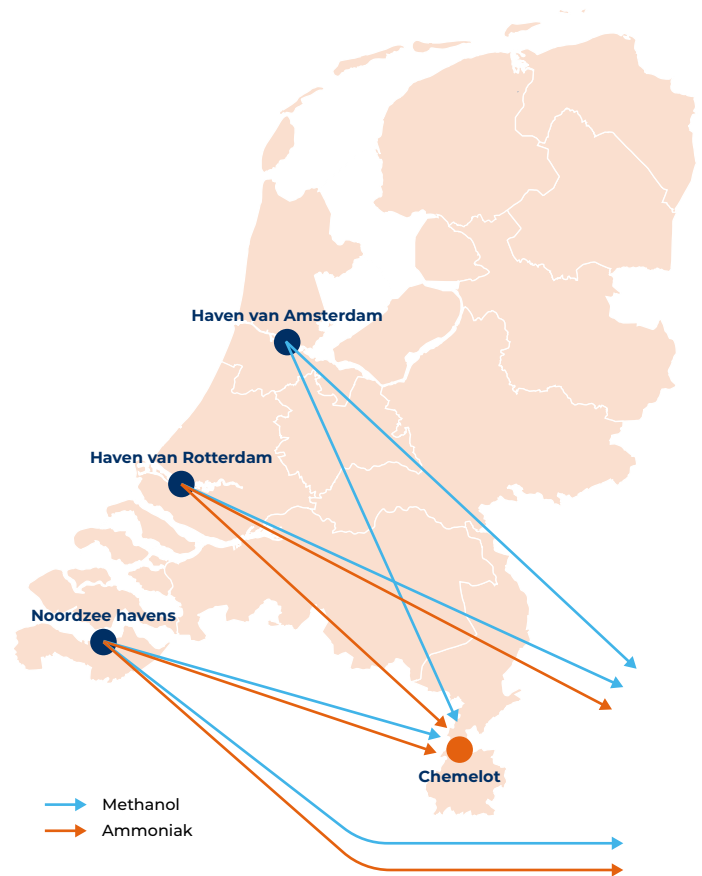 Haven van Amsterdam
Haven van Rotterdam
Noordzee havens
Chemelot
Methanol
Ammoniak